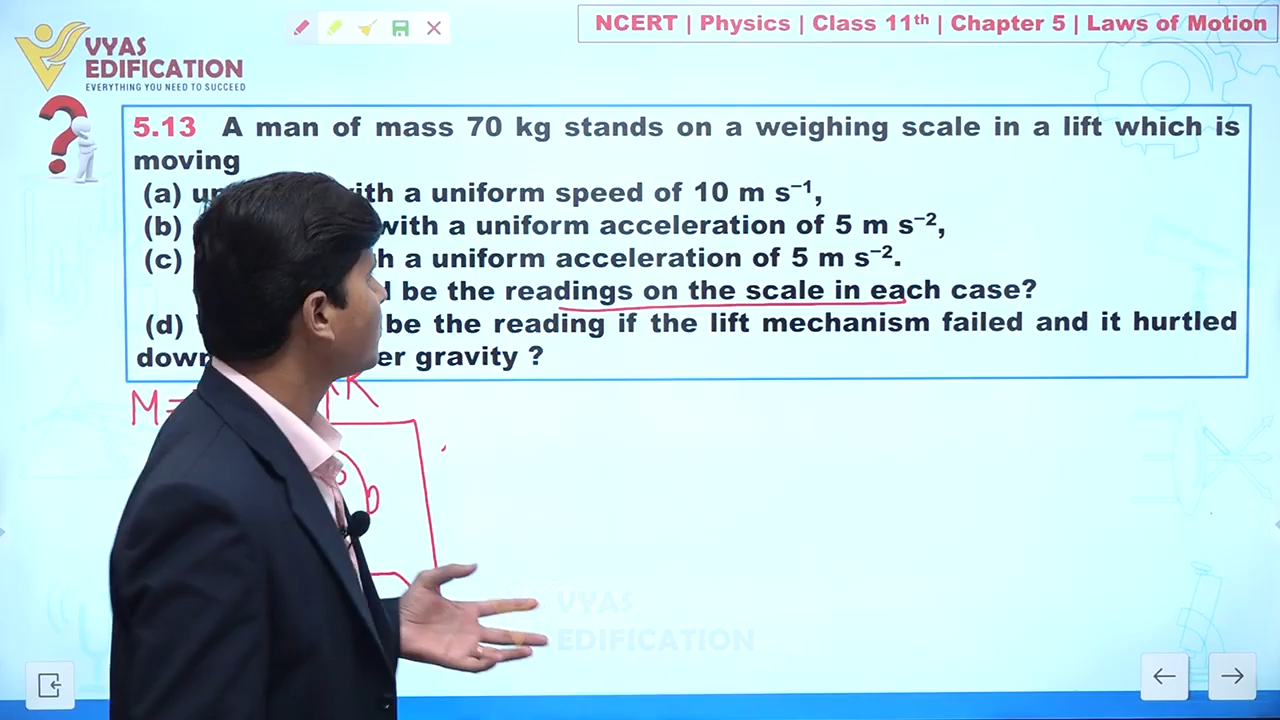 NCERT | Physics | Class 11th | Chapter 5 | Laws of Motion
VYAS
EDIFICATION
EVERYTHING YOU NEED TO SUCCEED
5.13 A man of mass 70 kg stands on a weighing scale in a lift which is
moving
(a) with a uniform speed of 10 m s⁻¹,
(b) with a uniform acceleration of 5 m s⁻²,
(c) a uniform acceleration of 5 m s⁻².
be the readings on the scale in each case?
(d) be the reading if the lift mechanism failed and it hurtled
gravity ?
M=
R
VYAS
EDIFICATION